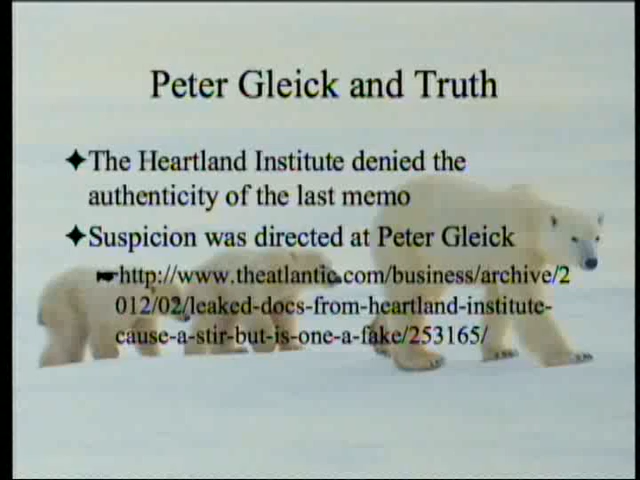 Peter Gleick and Truth
✦The Heartland Institute denied the
authenticity of the last memo
✦Suspicion was directed at Peter Gleick
☛http://www.theatlantic.com/business/archive/2
012/02/leaked-docs-from-heartland-institute-
cause-a-stir-but-is-one-a-fake/253165/